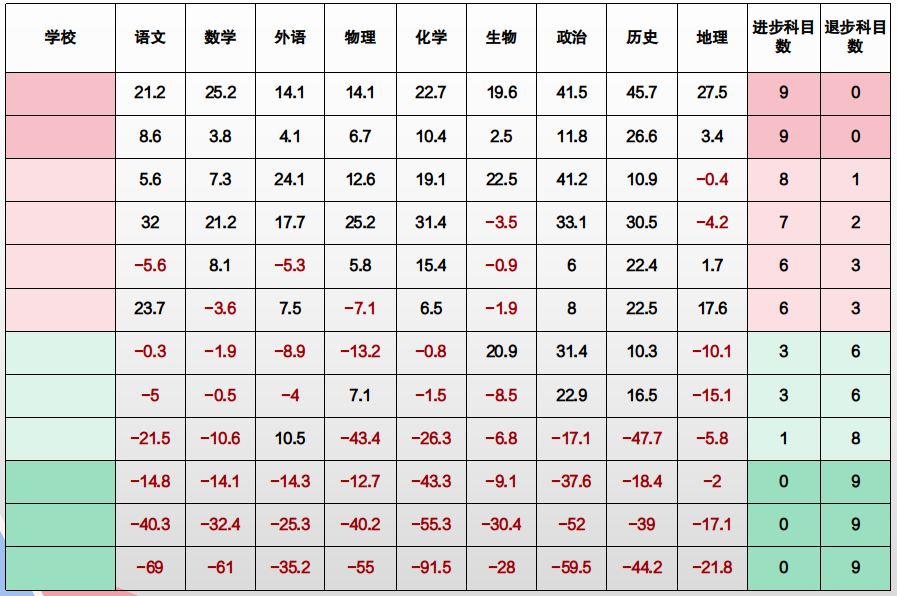 学校 语文 数学 外语 物理 化学 生物 政治 历史 地理 进步科目数 退步科目数
21.2 25.2 14.1 14.1 22.7 19.6 41.5 45.7 27.5 9 0
8.6 3.8 4.1 6.7 10.4 2.5 11.8 26.6 3.4 9 0
5.6 7.3 24.1 12.6 19.1 22.5 41.2 10.9 -0.4 8 1
32 21.2 17.7 25.2 31.4 -3.5 33.1 30.5 -4.2 7 2
-5.6 8.1 -5.3 5.8 15.4 -0.9 6 22.4 1.7 6 3
23.7 -3.6 7.5 -7.1 6.5 -1.9 8 22.5 17.6 6 3
-0.3 -1.9 -8.9 -13.2 -0.8 20.9 31.4 10.3 -10.1 3 6
-5 -0.5 -4 7.1 -1.5 -8.5 22.9 16.5 -15.1 3 6
-21.5 -10.6 10.5 -43.4 -26.3 -6.8 -17.1 -47.7 -5.8 1 8
-14.8 -14.1 -14.3 -12.7 -43.3 -9.1 -37.6 -18.4 -2 0 9
-40.3 -32.4 -25.3 -40.2 -55.3 -30.4 -52 -39 -17.1 0 9
-69 -61 -35.2 -55 -91.5 -28 -59.5 -44.2 -21.8 0 9